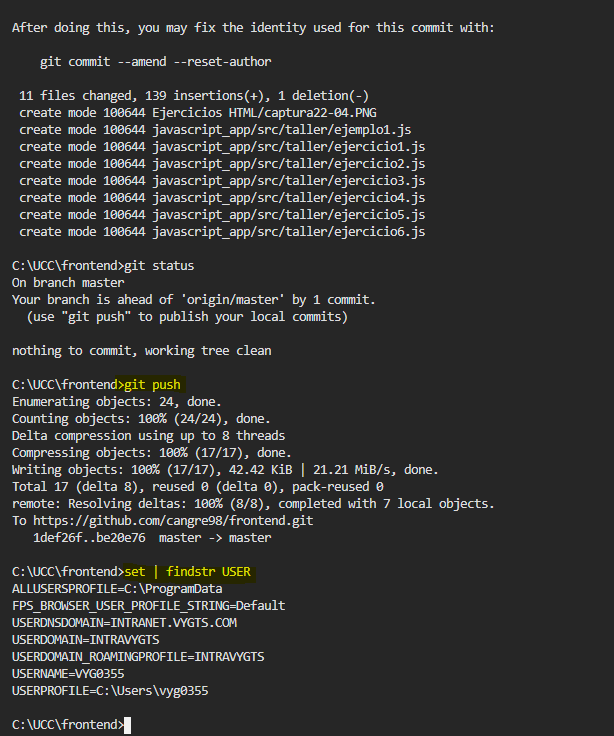 After doing this, you may fix the identity used for this commit with:
git commit --amend --reset-author
11 files changed, 139 insertions(+), 1 deletion(-)
create mode 100644 Ejercicios HTML/captura22-04.PNG
create mode 100644 javascript_app/src/taller/ejemplo1.js
create mode 100644 javascript_app/src/taller/ejercicio1.js
create mode 100644 javascript_app/src/taller/ejercicio2.js
create mode 100644 javascript_app/src/taller/ejercicio3.js
create mode 100644 javascript_app/src/taller/ejercicio4.js
create mode 100644 javascript_app/src/taller/ejercicio5.js
create mode 100644 javascript_app/src/taller/ejercicio6.js
C:\UCC\frontend>git status
On branch master
Your branch is ahead of 'origin/master' by 1 commit.
(use "git push" to publish your local commits)
nothing to commit, working tree clean
C:\UCC\frontend>git push
Enumerating objects: 24, done.
Counting objects: 100% (24/24), done.
Delta compression using up to 8 threads
Compressing objects: 100% (17/17), done.
Writing objects: 100% (17/17), 42.42 KiB | 21.21 MiB/s, done.
Total 17 (delta 8), reused 0 (delta 0), pack-reused 0
remote: Resolving deltas: 100% (8/8), completed with 7 local objects.
To https://github.com/cangre98/frontend.git
1def26f..be20e76  master -> master
C:\UCC\frontend>set | findstr USER
ALLUSERSPROFILE=C:\ProgramData
FPS_BROWSER_USER_PROFILE_STRING=Default
USERDNSDOMAIN=INTRANET.VYGTS.COM
USERDOMAIN=INTRAVYGTS
USERDOMAIN_ROAMINGPROFILE=INTRAVYGTS
USERNAME=VYG0355
USERPROFILE=C:\Users\vyg0355
C:\UCC\frontend>